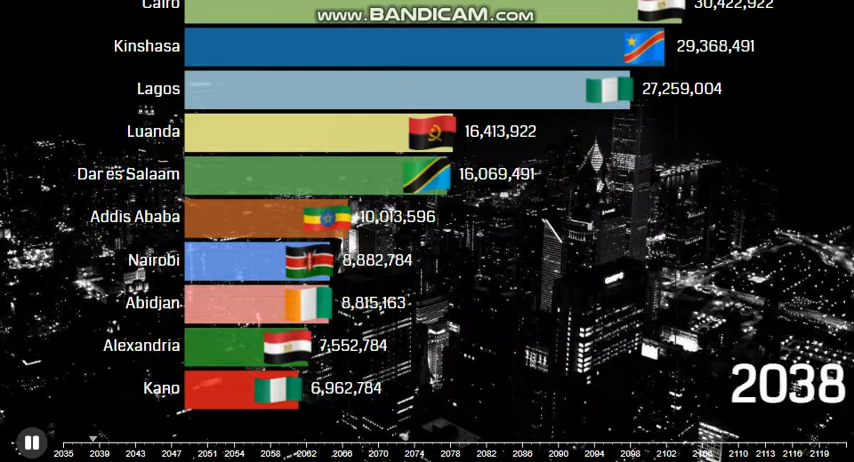 Cairo 30,422,922
www.BANDICAM.com
Kinshasa 29,368,491
Lagos 27,259,004
Luanda 16,413,922
Dar es Salaam 16,069,491
Addis Ababa 10,013,596
Nairobi 8,882,784
Abidjan 8,815,163
Alexandria 7,552,784
Kano 6,962,784
2038
2035 2039 2043 2047 2051 2054 2058 2062 2066 2070 2074 2078 2082 2086 2090 2094 2098 2102 2106 2110 2113 2116 2119